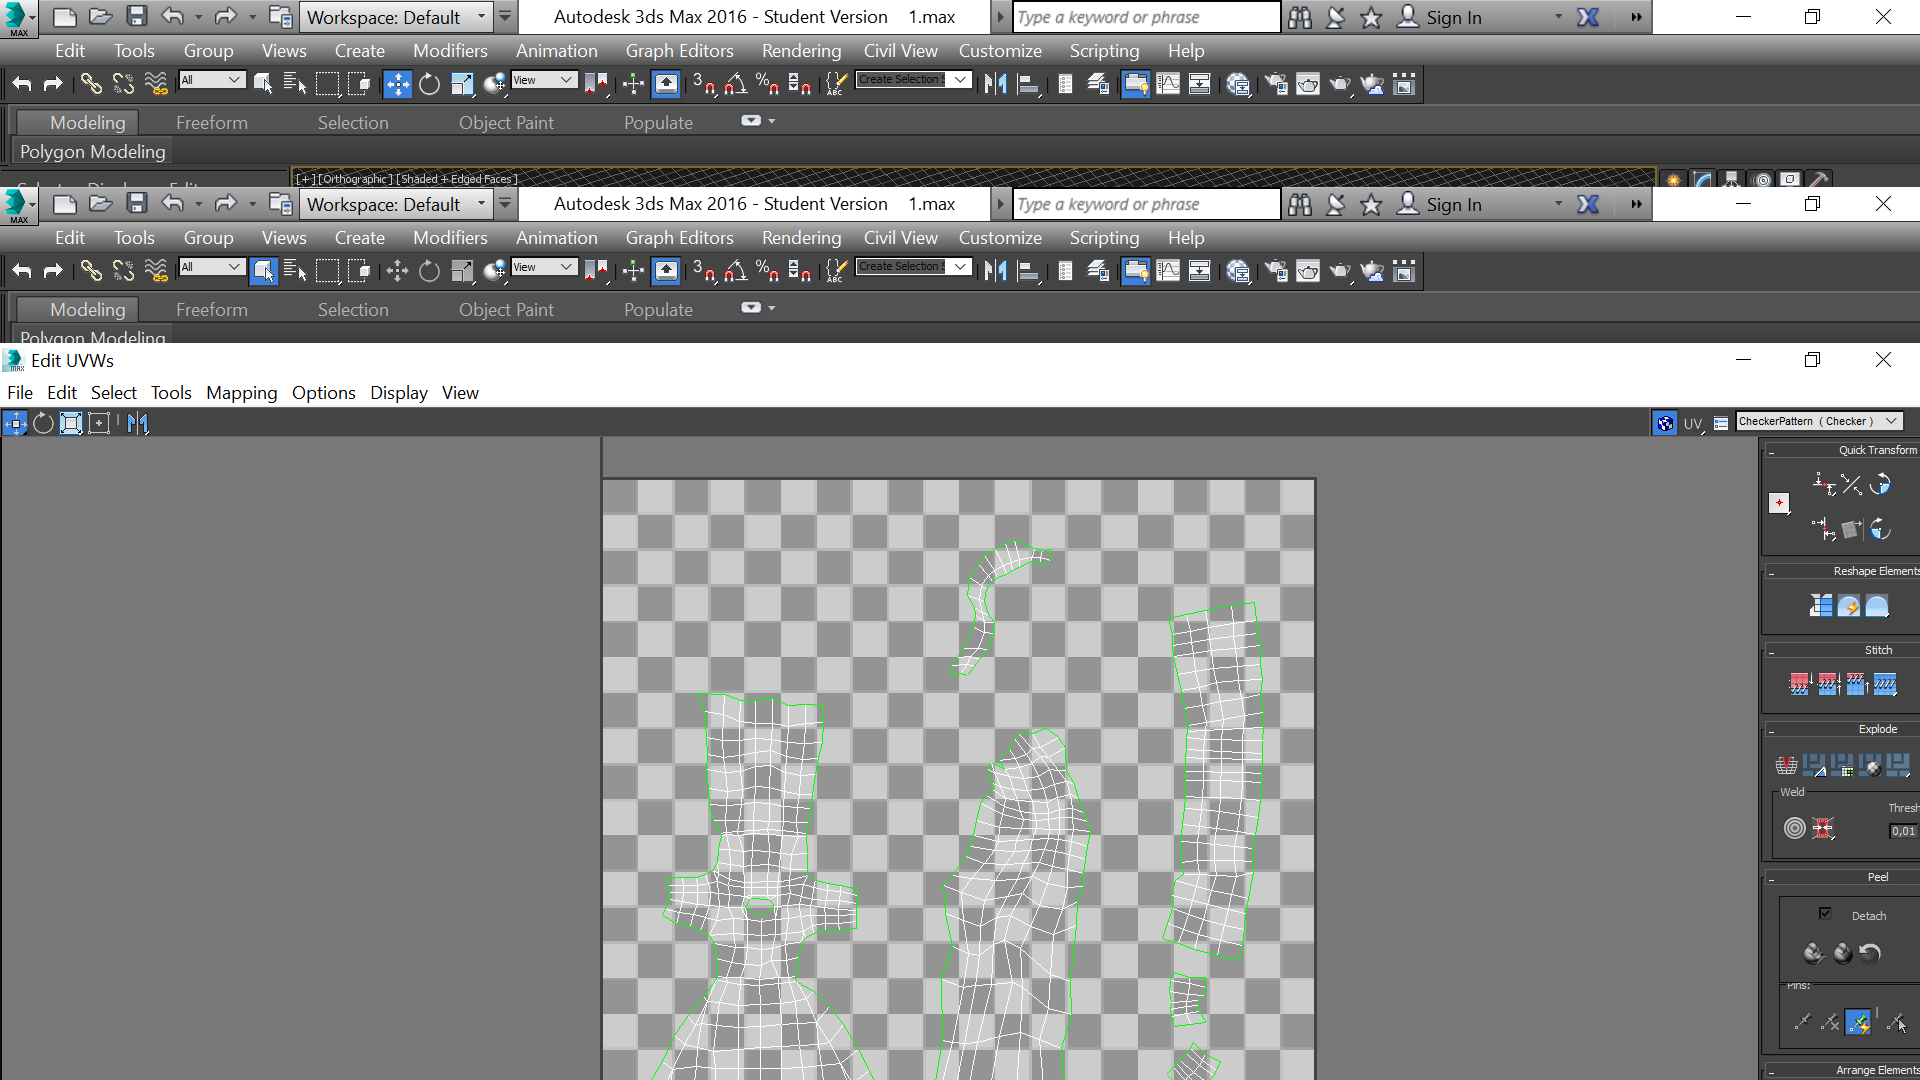 MAX Workspace: Default Autodesk 3ds Max 2016 - Student Version 1.max Type a keyword or phrase Sign In
Edit Tools Group Views Create Modifiers Animation Graph Editors Rendering Civil View Customize Scripting Help
All View 3 % ABC Create Selection S
Modeling Freeform Selection Object Paint Populate
Polygon Modeling
[+] [Orthographic] [Shaded + Edged Faces]
MAX Workspace: Default Autodesk 3ds Max 2016 - Student Version 1.max Type a keyword or phrase Sign In
Edit Tools Group Views Create Modifiers Animation Graph Editors Rendering Civil View Customize Scripting Help
All View 3 % ABC Create Selection S
Modeling Freeform Selection Object Paint Populate
Polygon Modeling
MAX Edit UVWs
File Edit Select Tools Mapping Options Display View
UV CheckerPattern ( Checker )
Quick Transform
Reshape Elements
Stitch
Explode
Weld
Thresh
0,01
Peel
Detach
Pins:
Arrange Elements